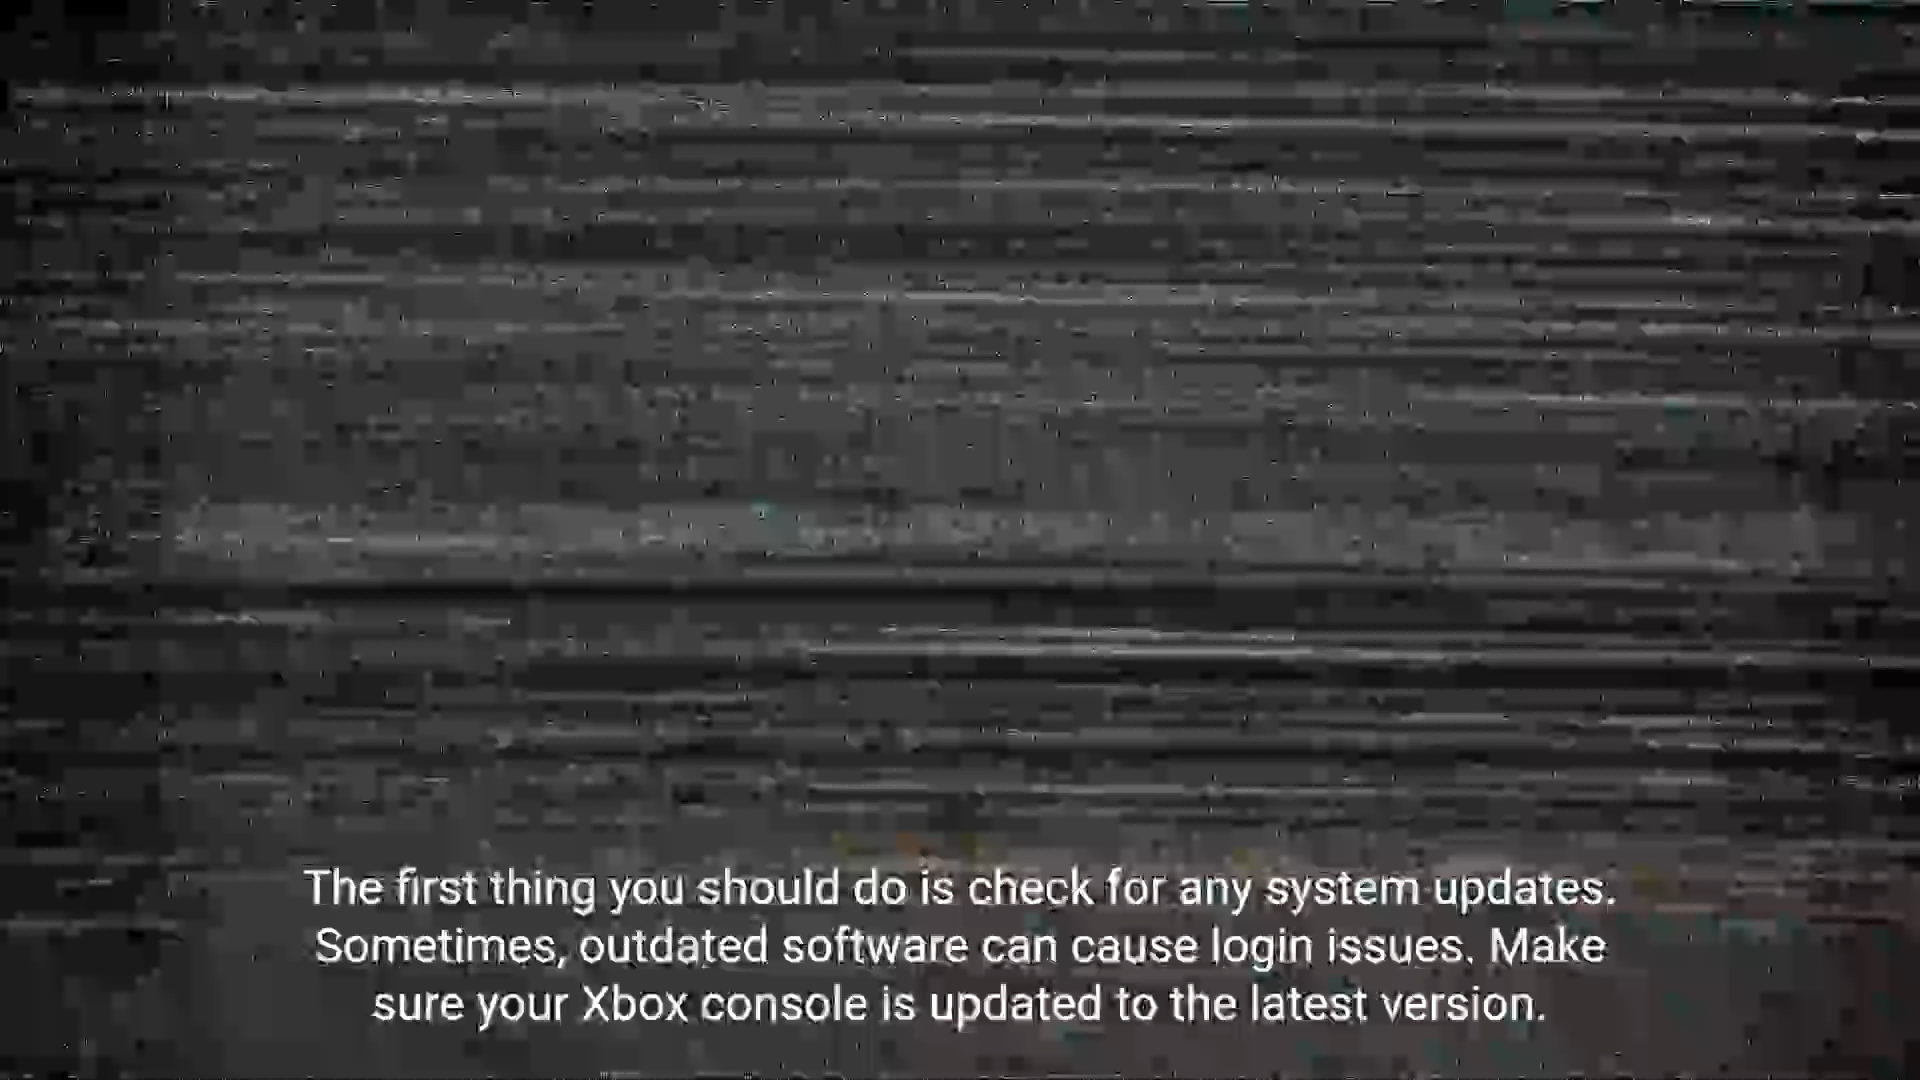 The first thing you should do is check for any system updates.
Sometimes, outdated software can cause login issues. Make
sure your Xbox console is updated to the latest version.